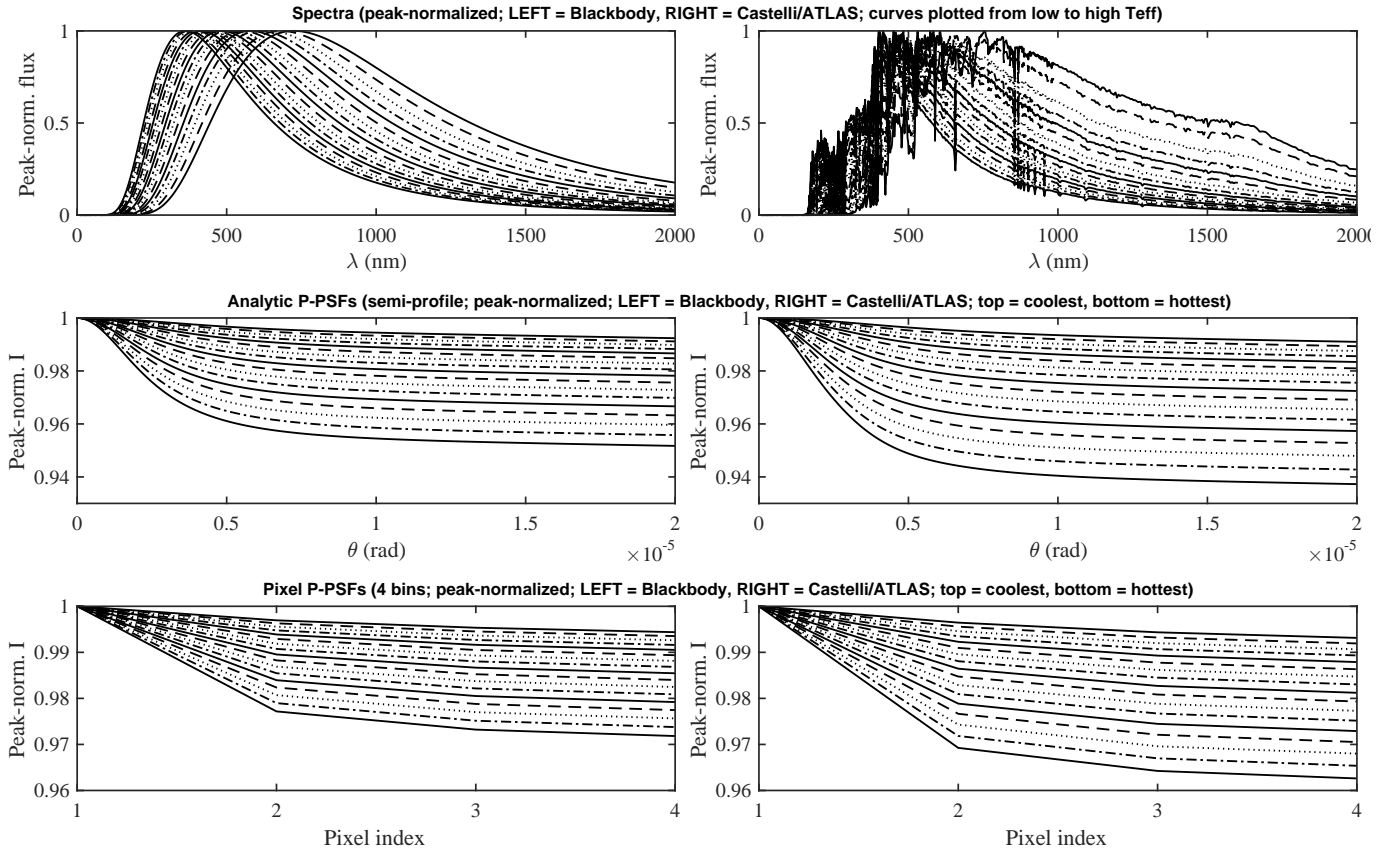 Spectra (peak-normalized; LEFT = Blackbody, RIGHT = Castelli/ATLAS; curves plotted from low to high Teff)
Peak-norm. flux
1
0.5
0
0 500 1000 1500 2000
λ (nm)
Peak-norm. flux
1
0.5
0
0 500 1000 1500 2000
λ (nm)
Analytic P-PSFs (semi-profile; peak-normalized; LEFT = Blackbody, RIGHT = Castelli/ATLAS; top = coolest, bottom = hottest)
Peak-norm. I
1
0.98
0.96
0.94
0 0.5 1 1.5 2
θ (rad) ×10-5
Peak-norm. I
1
0.98
0.96
0.94
0 0.5 1 1.5 2
θ (rad) ×10-5
Pixel P-PSFs (4 bins; peak-normalized; LEFT = Blackbody, RIGHT = Castelli/ATLAS; top = coolest, bottom = hottest)
Peak-norm. I
1
0.99
0.98
0.97
0.96
1 2 3 4
Pixel index
Peak-norm. I
1
0.99
0.98
0.97
0.96
1 2 3 4
Pixel index